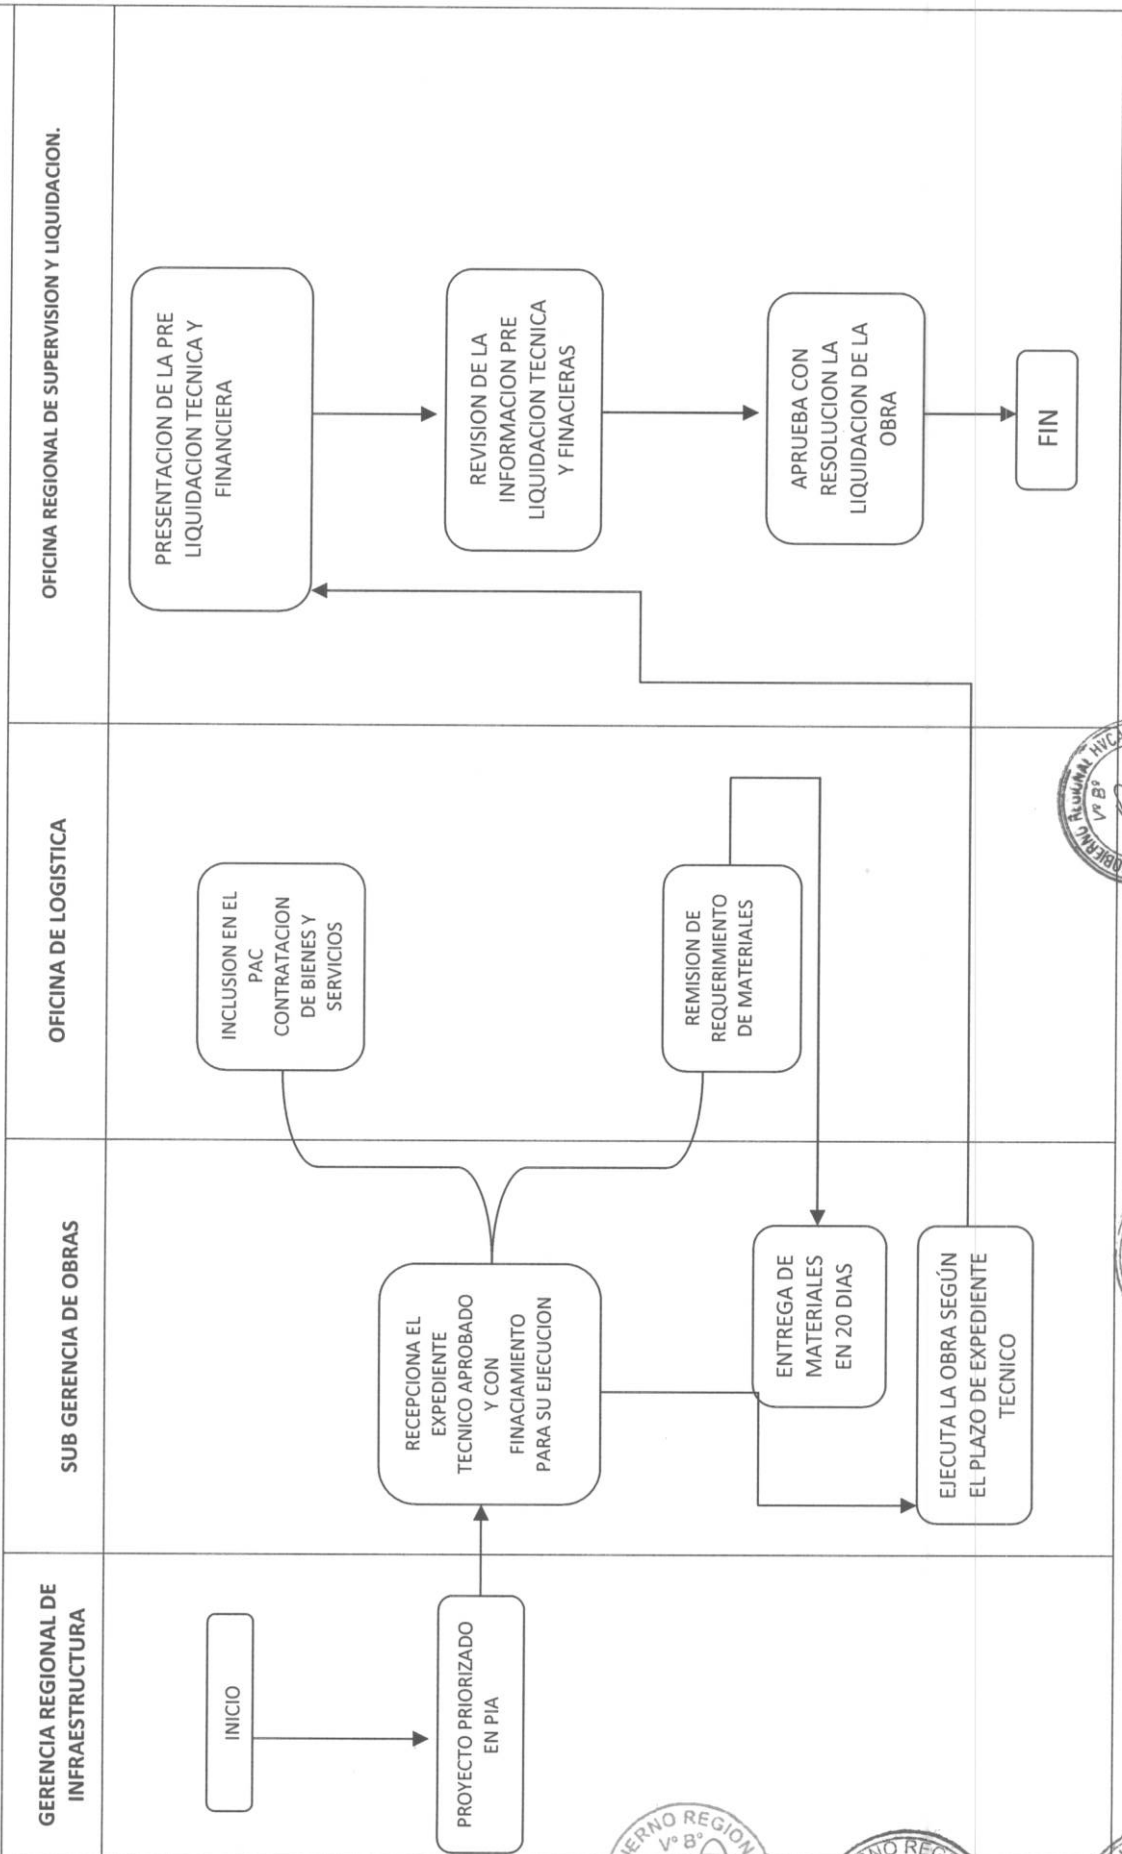 GERENCIA REGIONAL DE
INFRAESTRUCTURA
SUB GERENCIA DE OBRAS
OFICINA DE LOGISTICA
OFICINA REGIONAL DE SUPERVISION Y LIQUIDACION.
INICIO
PROYECTO PRIORIZADO
EN PIA
RECEPCIONA EL
EXPEDIENTE
TECNICO APROBADO
Y CON
FINACIAMIENTO
PARA SU EJECUCION
ENTREGA DE
MATERIALES
EN 20 DIAS
EJECUTA LA OBRA SEGÚN
EL PLAZO DE EXPEDIENTE
TECNICO
INCLUSION EN EL
PAC
CONTRATACION
DE BIENES Y
SERVICIOS
REMISION DE
REQUERIMIENTO
DE MATERIALES
PRESENTACION DE LA PRE
LIQUIDACION TECNICA Y
FINANCIERA
REVISION DE LA
INFORMACION PRE
LIQUIDACION TECNICA
Y FINACIERAS
APRUEBA CON
RESOLUCION LA
LIQUIDACION DE LA
OBRA
FIN
V° B°
V° B°